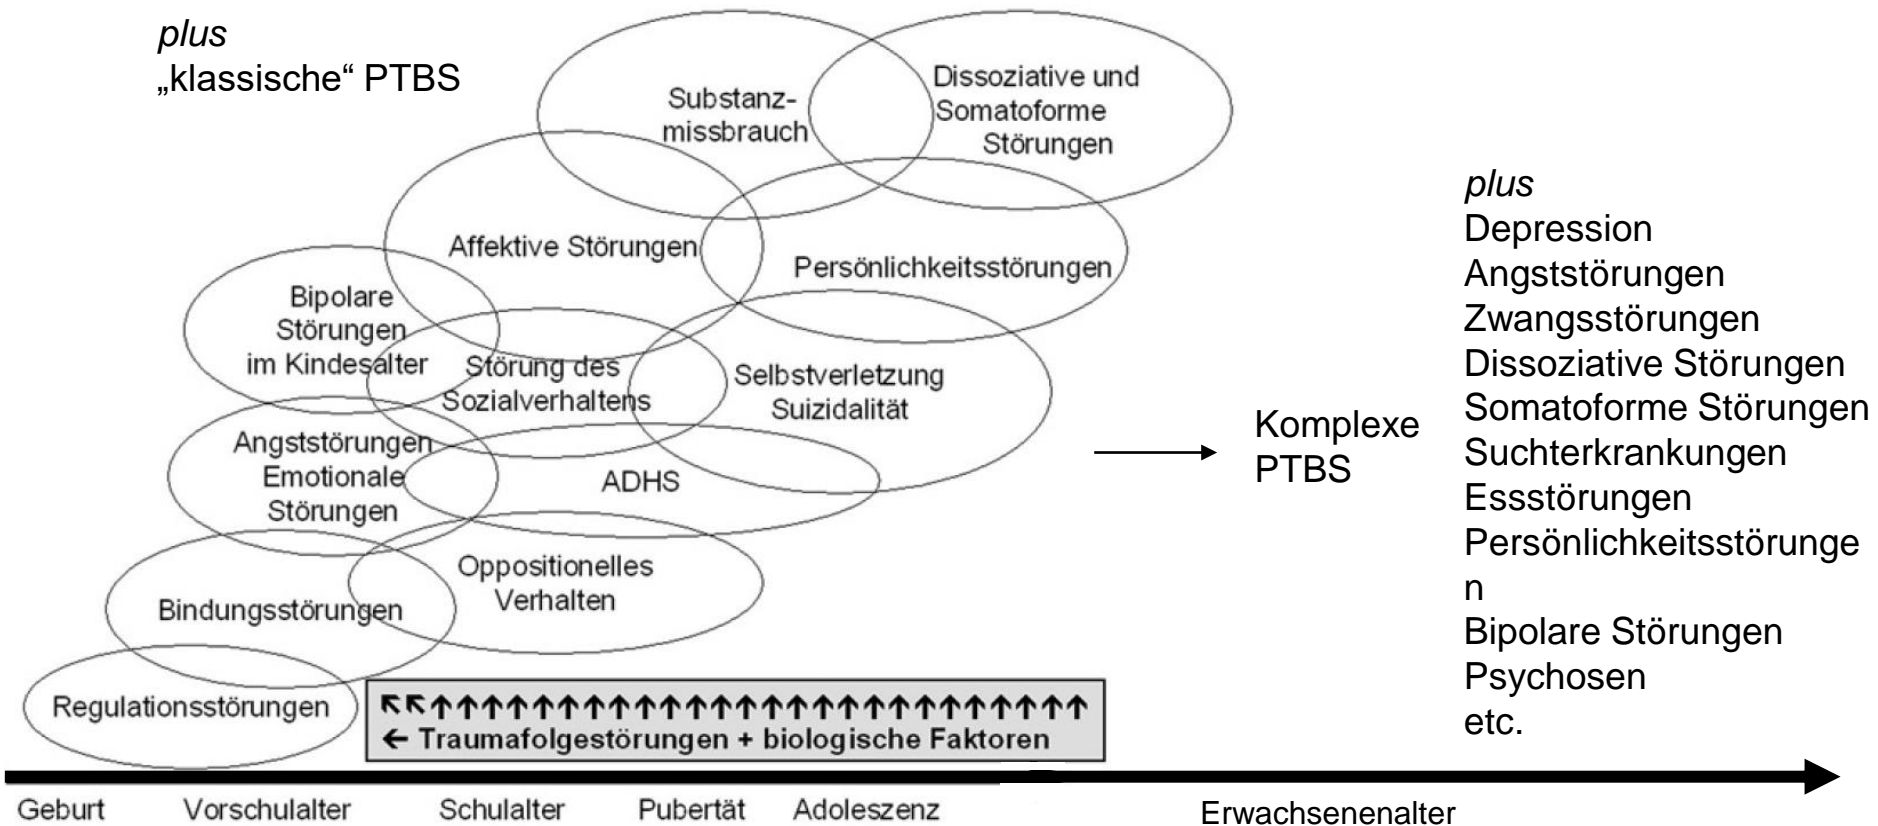 plus
„klassische“ PTBS
Substanz-
missbrauch
Dissoziative und
Somatoforme
Störungen
Affektive Störungen
Persönlichkeitsstörungen
Bipolare
Störungen
im Kindesalter
Störung des
Sozialverhaltens
Selbstverletzung
Suizidalität
Angststörungen
Emotionale
Störungen
ADHS
Oppositionelles
Verhalten
Bindungsstörungen
Regulationsstörungen
↖↖↑↑↑↑↑↑↑↑↑↑↑↑↑↑↑↑↑↑↑↑↑↑↑↑↑↑
← Traumafolgestörungen + biologische Faktoren
Komplexe
PTBS
plus
Depression
Angststörungen
Zwangsstörungen
Dissoziative Störungen
Somatoforme Störungen
Suchterkrankungen
Essstörungen
Persönlichkeitsstörunge
n
Bipolare Störungen
Psychosen
etc.
Geburt
Vorschulalter
Schulalter
Pubertät
Adoleszenz
Erwachsenenalter